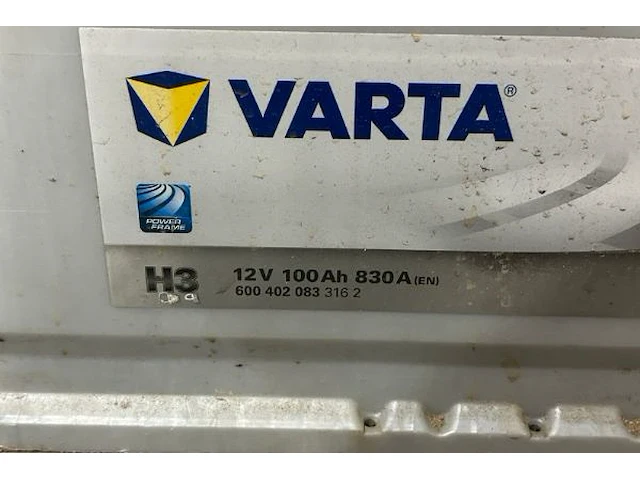 VARTA®
POWER
FRAME
H3 12V 100Ah 830A (EN)
600 402 083 316 2